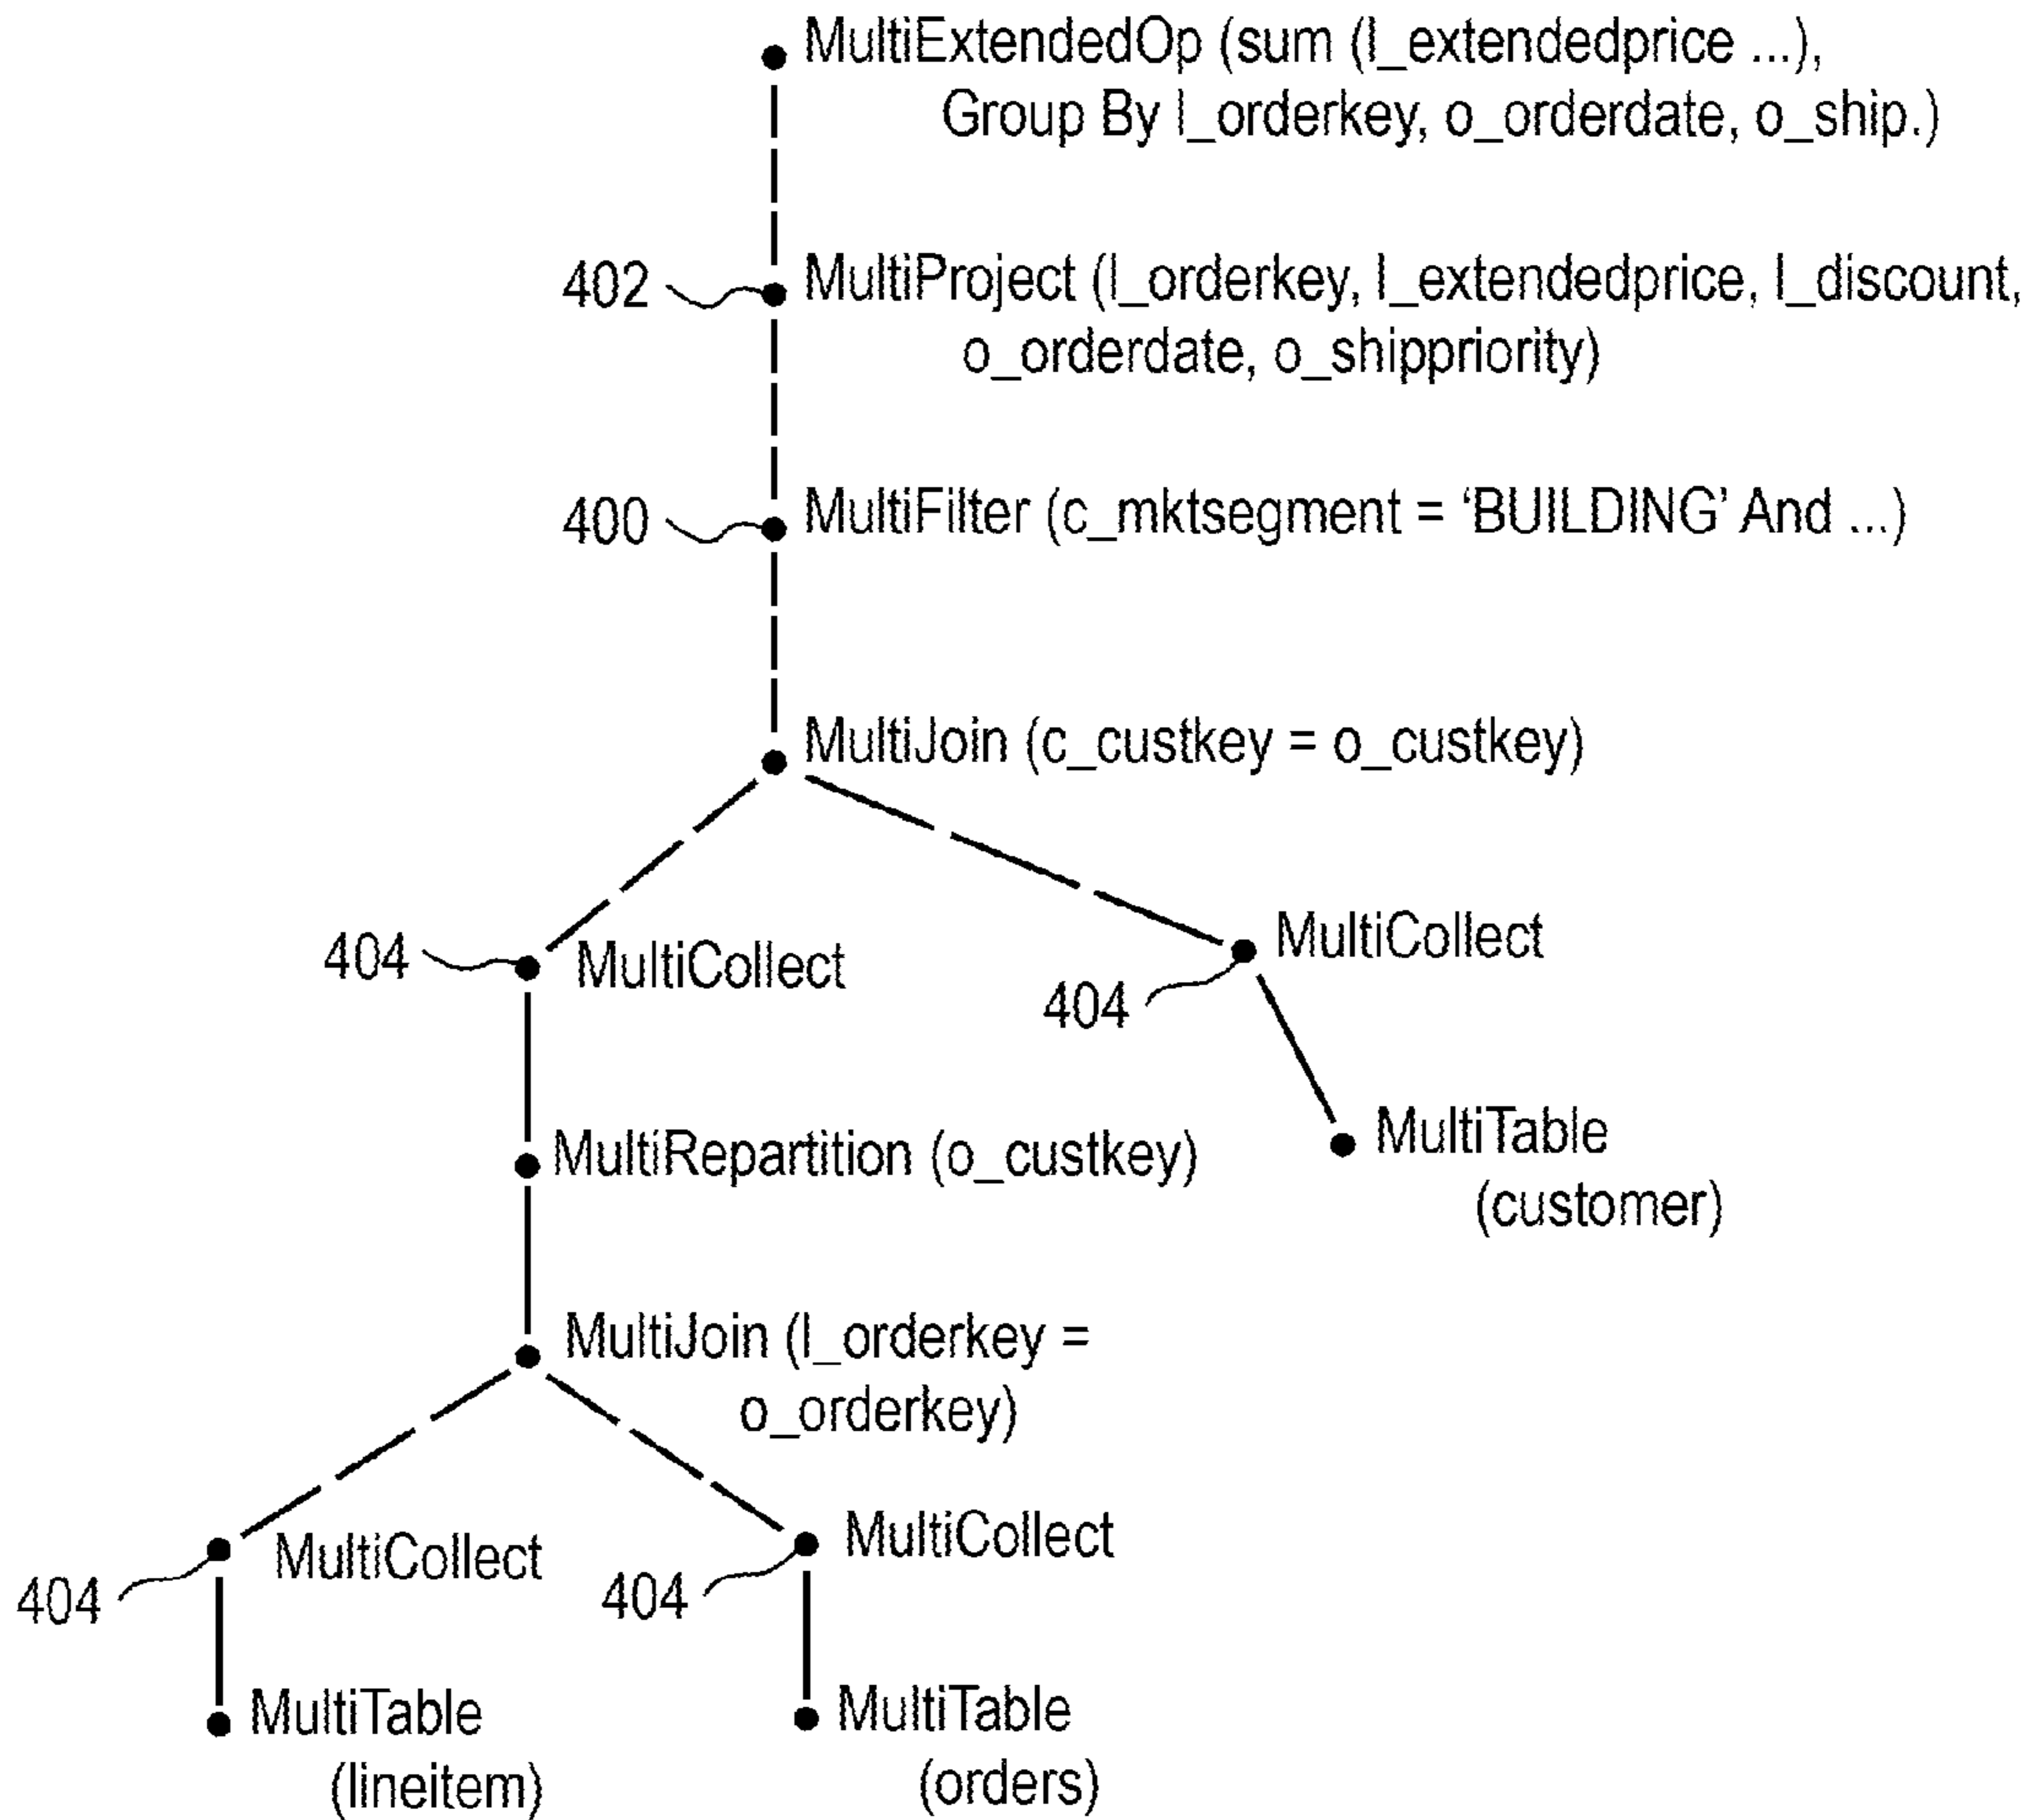 MultiExtendedOp (sum (l_extendedprice ...),
Group By l_orderkey, o_orderdate, o_ship.)
402
MultiProject (l_orderkey, l_extendedprice, l_discount,
o_orderdate, o_shippriority)
400
MultiFilter (c_mktsegment = ‘BUILDING’ And ...)
MultiJoin (c_custkey = o_custkey)
404
MultiCollect
MultiCollect
404
MultiRepartition (o_custkey)
MultiTable
(customer)
MultiJoin (l_orderkey =
o_orderkey)
MultiCollect
404
MultiCollect
404
MultiTable
(lineitem)
MultiTable
(orders)